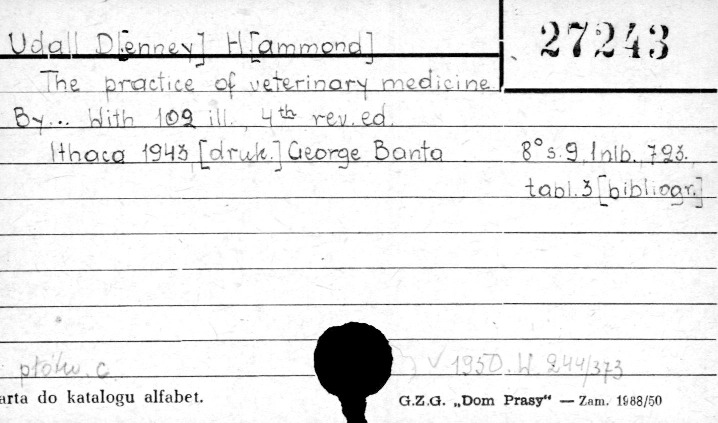 27243
Udall D[enney] H[ammond]
The practice of veterinary medicine.
By... With 109 ill., 4th rev. ed.
Ithaca 1943 [druk.] George Banta 8° s. 9, 1 nlb., 723.
tabl. 3 [bibliogr.]
płótn. c. V 1950. W. 244/373
arta do katalogu alfabet. G.Z.G. „Dom Prasy" — Zam. 1988/50